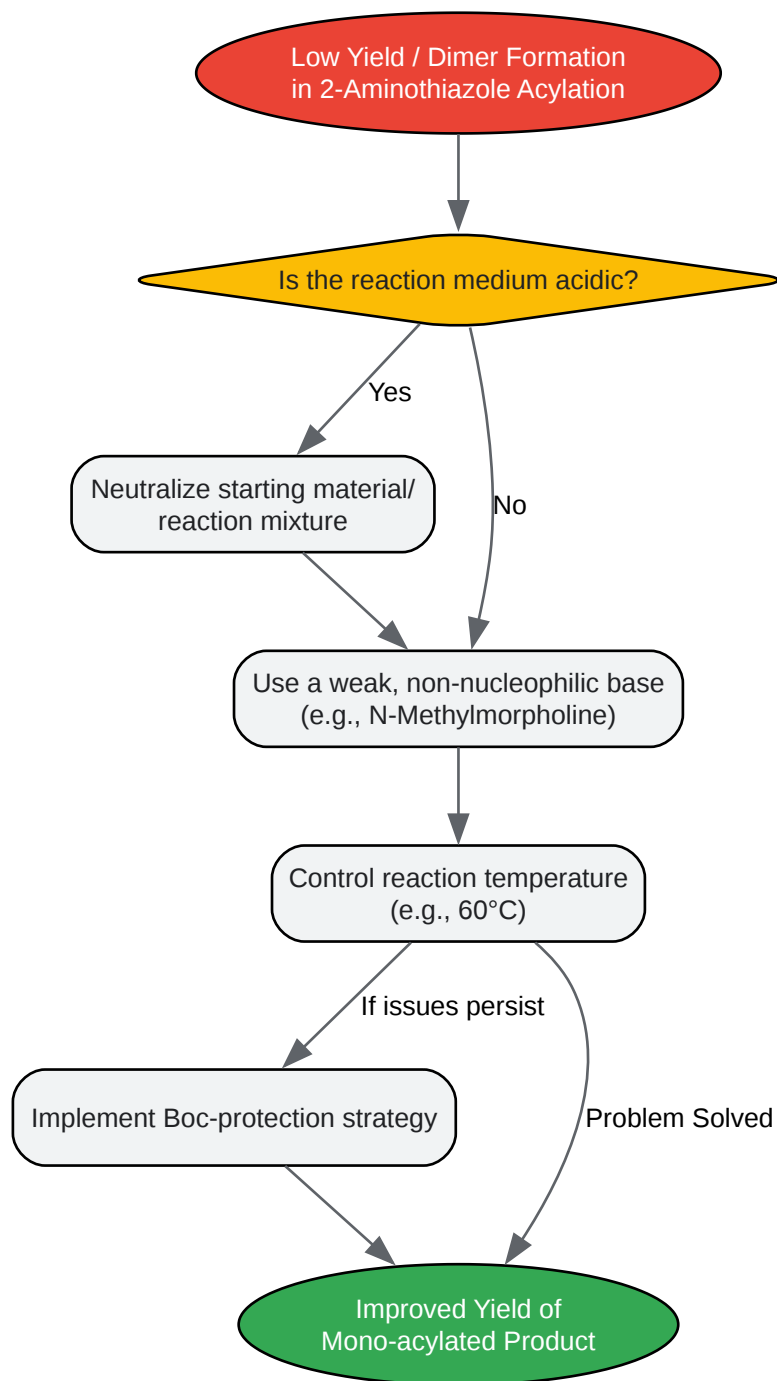 Low Yield / Dimer Formation
in 2-Aminothiazole Acylation
Is the reaction medium acidic?
Yes
Neutralize starting material/
reaction mixture
No
Use a weak, non-nucleophilic base
(e.g., N-Methylmorpholine)
Control reaction temperature
(e.g., 60°C)
If issues persist
Implement Boc-protection strategy
Problem Solved
Improved Yield of
Mono-acylated Product